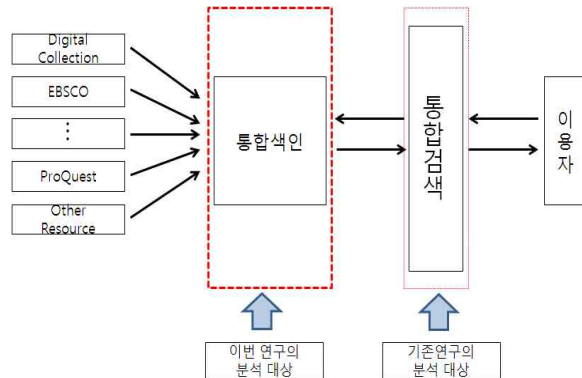 Digital
Collection
EBSCO
⋮
ProQuest
Other
Resource
통합색인
통합검색
이용자
이번 연구의
분석 대상
기존연구의
분석 대상